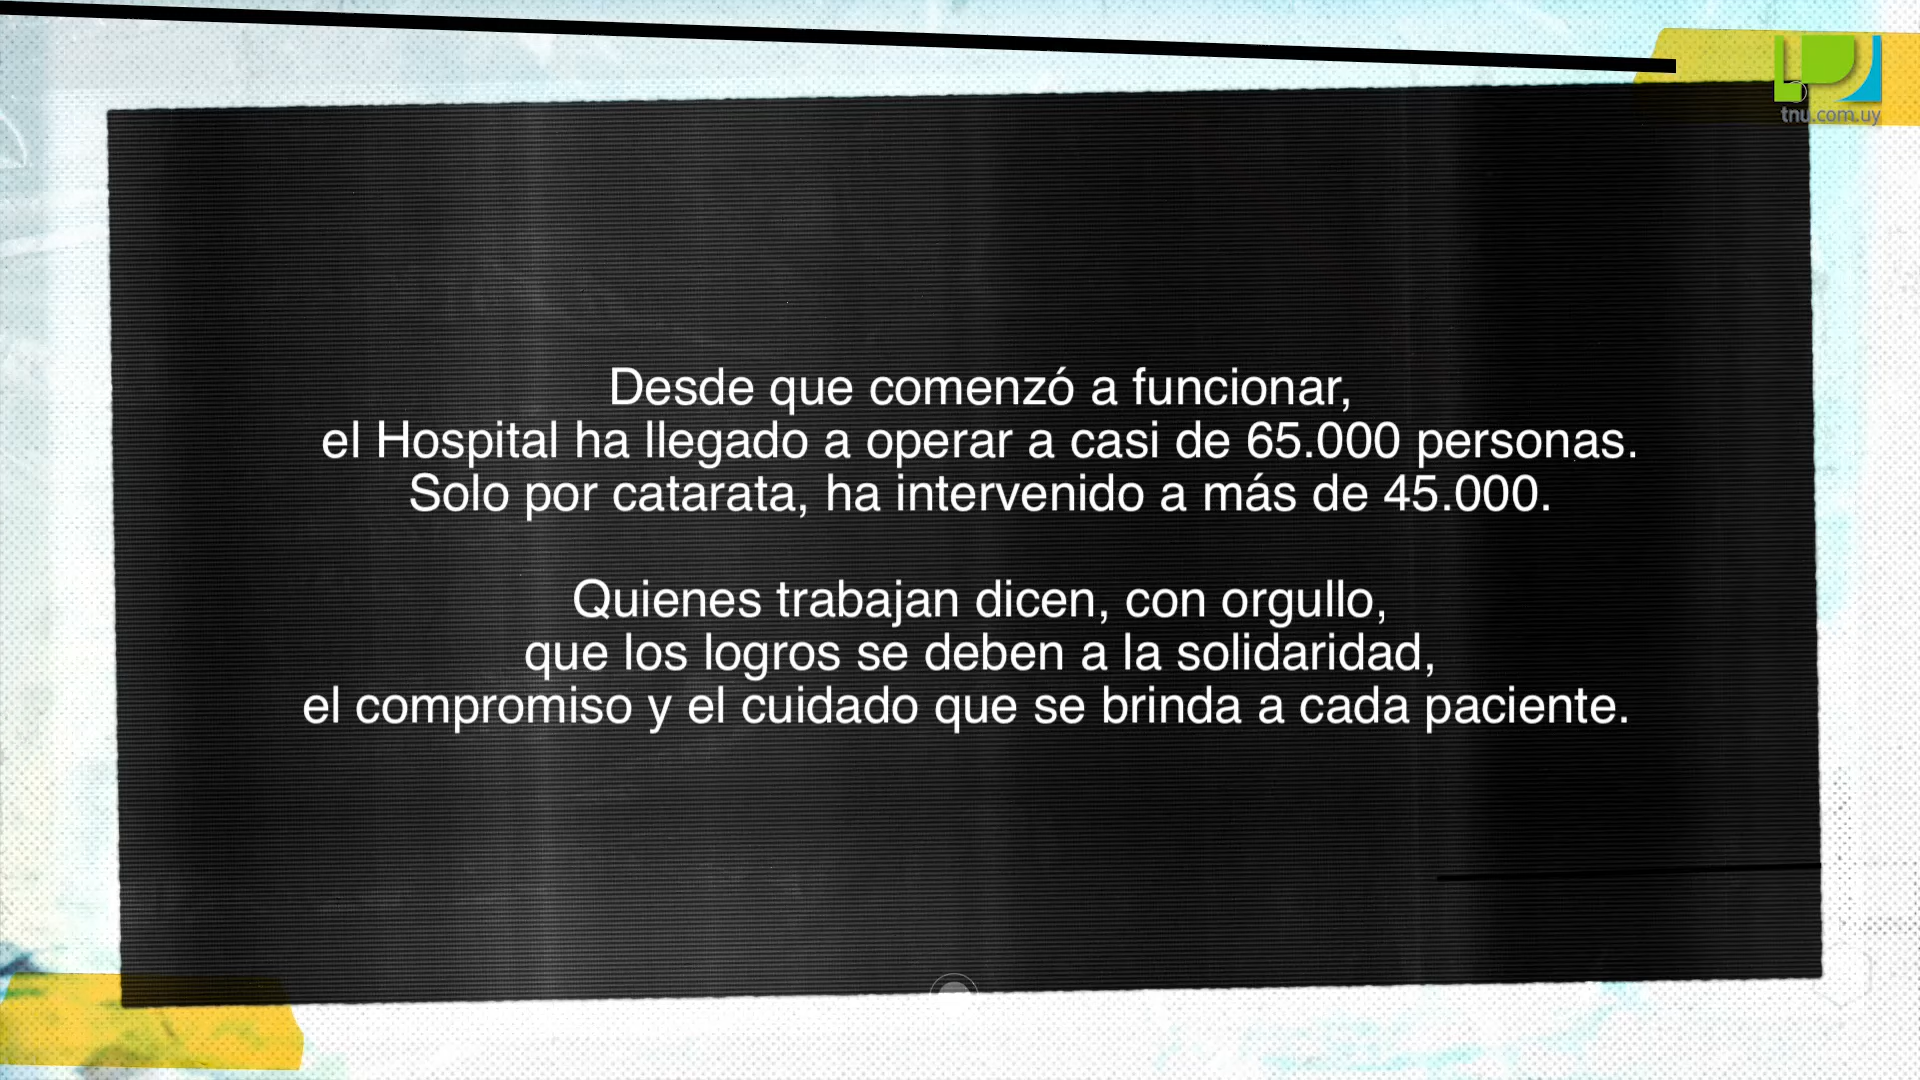 tnu.com.uy
Desde que comenzó a funcionar,
el Hospital ha llegado a operar a casi de 65.000 personas.
Solo por catarata, ha intervenido a más de 45.000.
Quienes trabajan dicen, con orgullo,
que los logros se deben a la solidaridad,
el compromiso y el cuidado que se brinda a cada paciente.